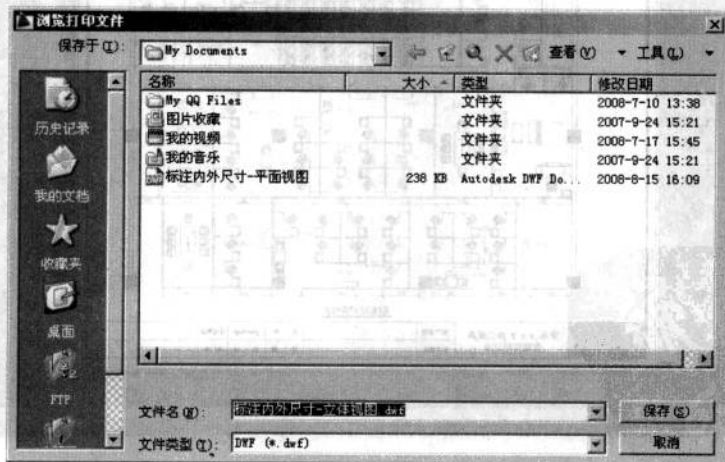 浏览打印文件
保存于(I):
My Documents
查看(V)
工具(L)
名称 大小 类型 修改日期
My QQ Files 文件夹 2008-7-10 13:38
图片收藏 文件夹 2007-9-24 15:21
我的视频 文件夹 2008-7-17 15:45
我的音乐 文件夹 2007-9-24 15:21
标注内外尺寸-平面视图 238 KB Autodesk DWF Do... 2008-8-15 16:09
历史记录
我的文档
收藏夹
桌面
FTP
文件名(N): 标注内外尺寸-立体视图.dwf
保存(S)
文件类型(T): DWF (*.dwf)
取消